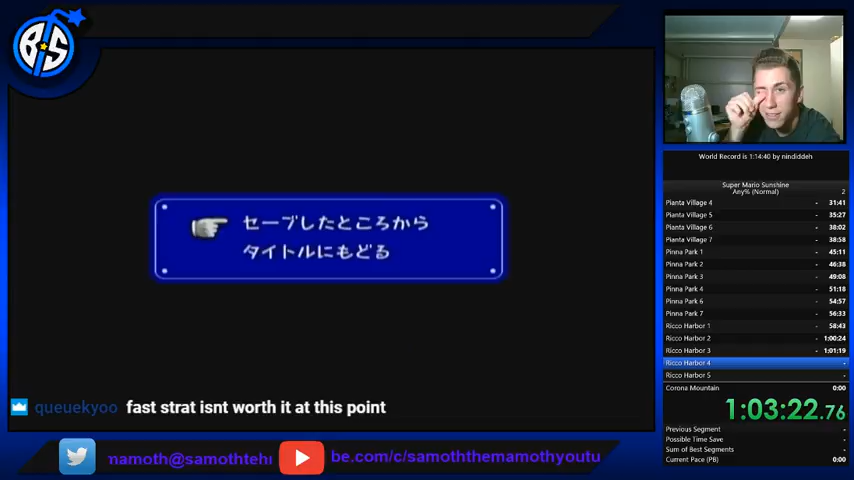 BS
セーブしたところから
タイトルにもどる
queuekyoo fast strat isnt worth it at this point
mamoth@samothteh
be.com/c/samoththemamothyoutu
World Record is 1:14:40 by nindiddeh
Super Mario Sunshine
Any% (Normal) 2
Pianta Village 4 - 31:41
Pianta Village 5 - 35:27
Pianta Village 6 - 38:02
Pianta Village 7 - 38:58
Pinna Park 1 - 45:11
Pinna Park 2 - 46:38
Pinna Park 3 - 49:08
Pinna Park 4 - 51:18
Pinna Park 6 - 54:57
Pinna Park 7 - 56:33
Ricco Harbor 1 - 58:43
Ricco Harbor 2 - 1:00:24
Ricco Harbor 3 - 1:01:19
Ricco Harbor 4 -
Ricco Harbor 5 -
Corona Mountain 0:00
1:03:22.76
Previous Segment -
Possible Time Save -
Sum of Best Segments -
Current Pace (PB) 0:00